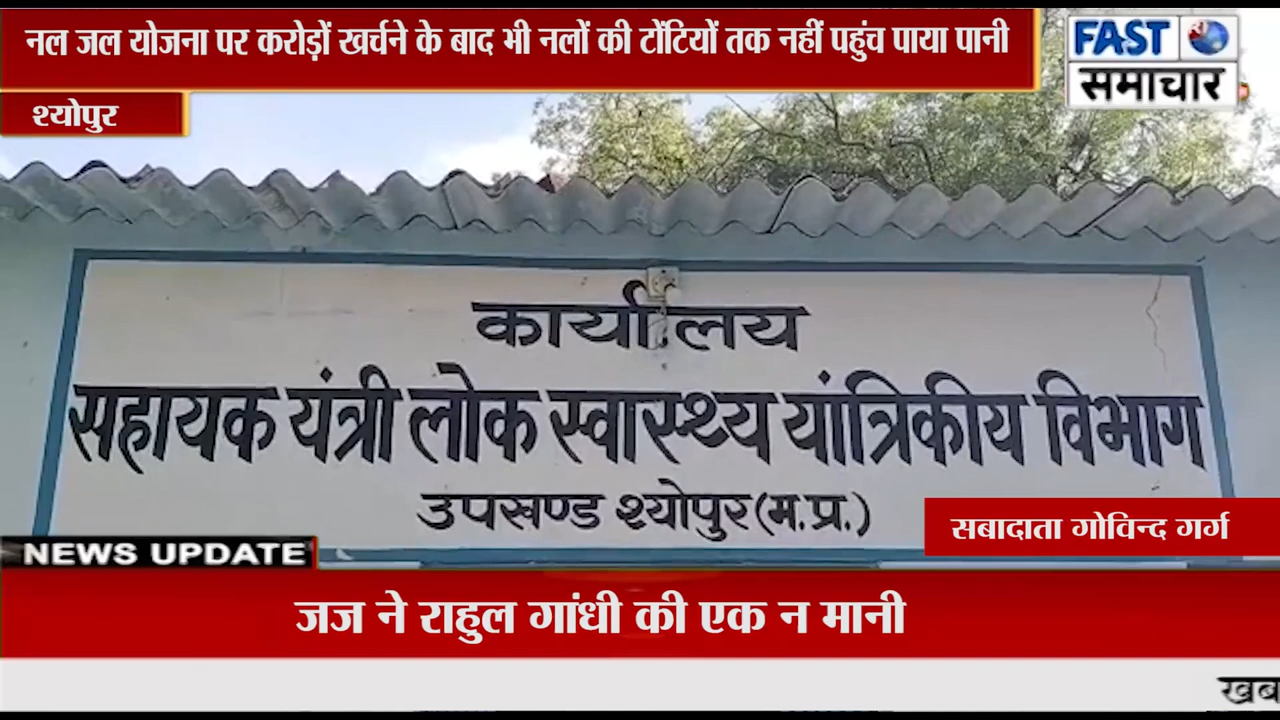 नल जल योजना पर करोड़ों खर्चने के बाद भी नलों की टोंटियों तक नहीं पहुंच पाया पानी
FAST
समाचार
श्योपुर
कार्यालय
सहायक यंत्री लोक स्वास्थ्य यांत्रिकीय विभाग
उपखण्ड श्योपुर (म.प्र.)
सबादाता गोविन्द गर्ग
NEWS UPDATE
जज ने राहुल गांधी की एक न मानी
खब